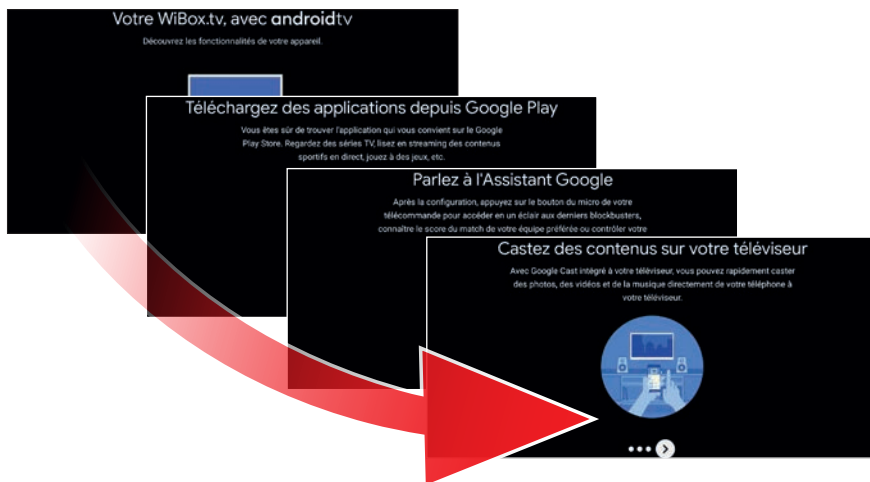 Votre WiBox.tv, avec androidtv
Découvrez les fonctionnalités de votre appareil.
Téléchargez des applications depuis Google Play
Vous êtes sûr de trouver l'application qui vous convient sur le Google
Play Store. Regardez des séries TV, lisez en streaming des contenus
sportifs en direct, jouez à des jeux, etc.
Parlez à l'Assistant Google
Après la configuration, appuyez sur le bouton du micro de votre
télécommande pour accéder en un éclair aux derniers blockbusters,
connaître le score du match de votre équipe préférée ou contrôler votre
Castez des contenus sur votre téléviseur
Avec Google Cast intégré à votre téléviseur, vous pouvez rapidement caster
des photos, des vidéos et de la musique directement de votre téléphone à
votre téléviseur.